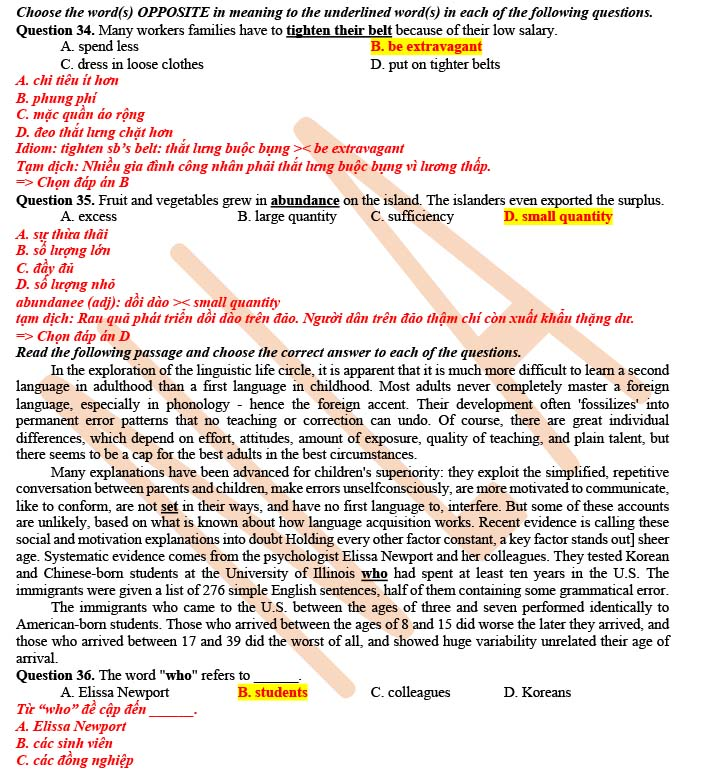 Choose the word(s) OPPOSITE in meaning to the underlined word(s) in each of the following questions.
Question 34. Many workers families have to tighten their belt because of their low salary.
A. spend less B. be extravagant
C. dress in loose clothes D. put on tighter belts
A. chi tiêu ít hơn
B. phung phí
C. mặc quần áo rộng
D. đeo thắt lưng chặt hơn
Idiom: tighten sb's belt: thắt lưng buộc bụng >< be extravagant
Tạm dịch: Nhiều gia đình công nhân phải thắt lưng buộc bụng vì lương thấp.
=> Chọn đáp án B
Question 35. Fruit and vegetables grew in abundance on the island. The islanders even exported the surplus.
A. excess B. large quantity C. sufficiency D. small quantity
A. sự thừa thãi
B. số lượng lớn
C. đầy đủ
D. số lượng nhỏ
abundanee (adj): dồi dào >< small quantity
tạm dịch: Rau quả phát triển dồi dào trên đảo. Người dân trên đảo thậm chí còn xuất khẩu thặng dư.
=> Chọn đáp án D
Read the following passage and choose the correct answer to each of the questions.
In the exploration of the linguistic life circle, it is apparent that it is much more difficult to learn a second
language in adulthood than a first language in childhood. Most adults never completely master a foreign
language, especially in phonology - hence the foreign accent. Their development often 'fossilizes' into
permanent error patterns that no teaching or correction can undo. Of course, there are great individual
differences, which depend on effort, attitudes, amount of exposure, quality of teaching, and plain talent, but
there seems to be a cap for the best adults in the best circumstances.
Many explanations have been advanced for children's superiority: they exploit the simplified, repetitive
conversation between parents and children, make errors unselfconsciously, are more motivated to communicate,
like to conform, are not set in their ways, and have no first language to, interfere. But some of these accounts
are unlikely, based on what is known about how language acquisition works. Recent evidence is calling these
social and motivation explanations into doubt Holding every other factor constant, a key factor stands out] sheer
age. Systematic evidence comes from the psychologist Elissa Newport and her colleagues. They tested Korean
and Chinese-born students at the University of Illinois who had spent at least ten years in the U.S. The
immigrants were given a list of 276 simple English sentences, half of them containing some grammatical error.
The immigrants who came to the U.S. between the ages of three and seven performed identically to
American-born students. Those who arrived between the ages of 8 and 15 did worse the later they arrived, and
those who arrived between 17 and 39 did the worst of all, and showed huge variability unrelated their age of
arrival.
Question 36. The word "who" refers to _______.
A. Elissa Newport B. students C. colleagues D. Koreans
Từ "who" đề cập đến ______.
A. Elissa Newport
B. các sinh viên
C. các đồng nghiệp